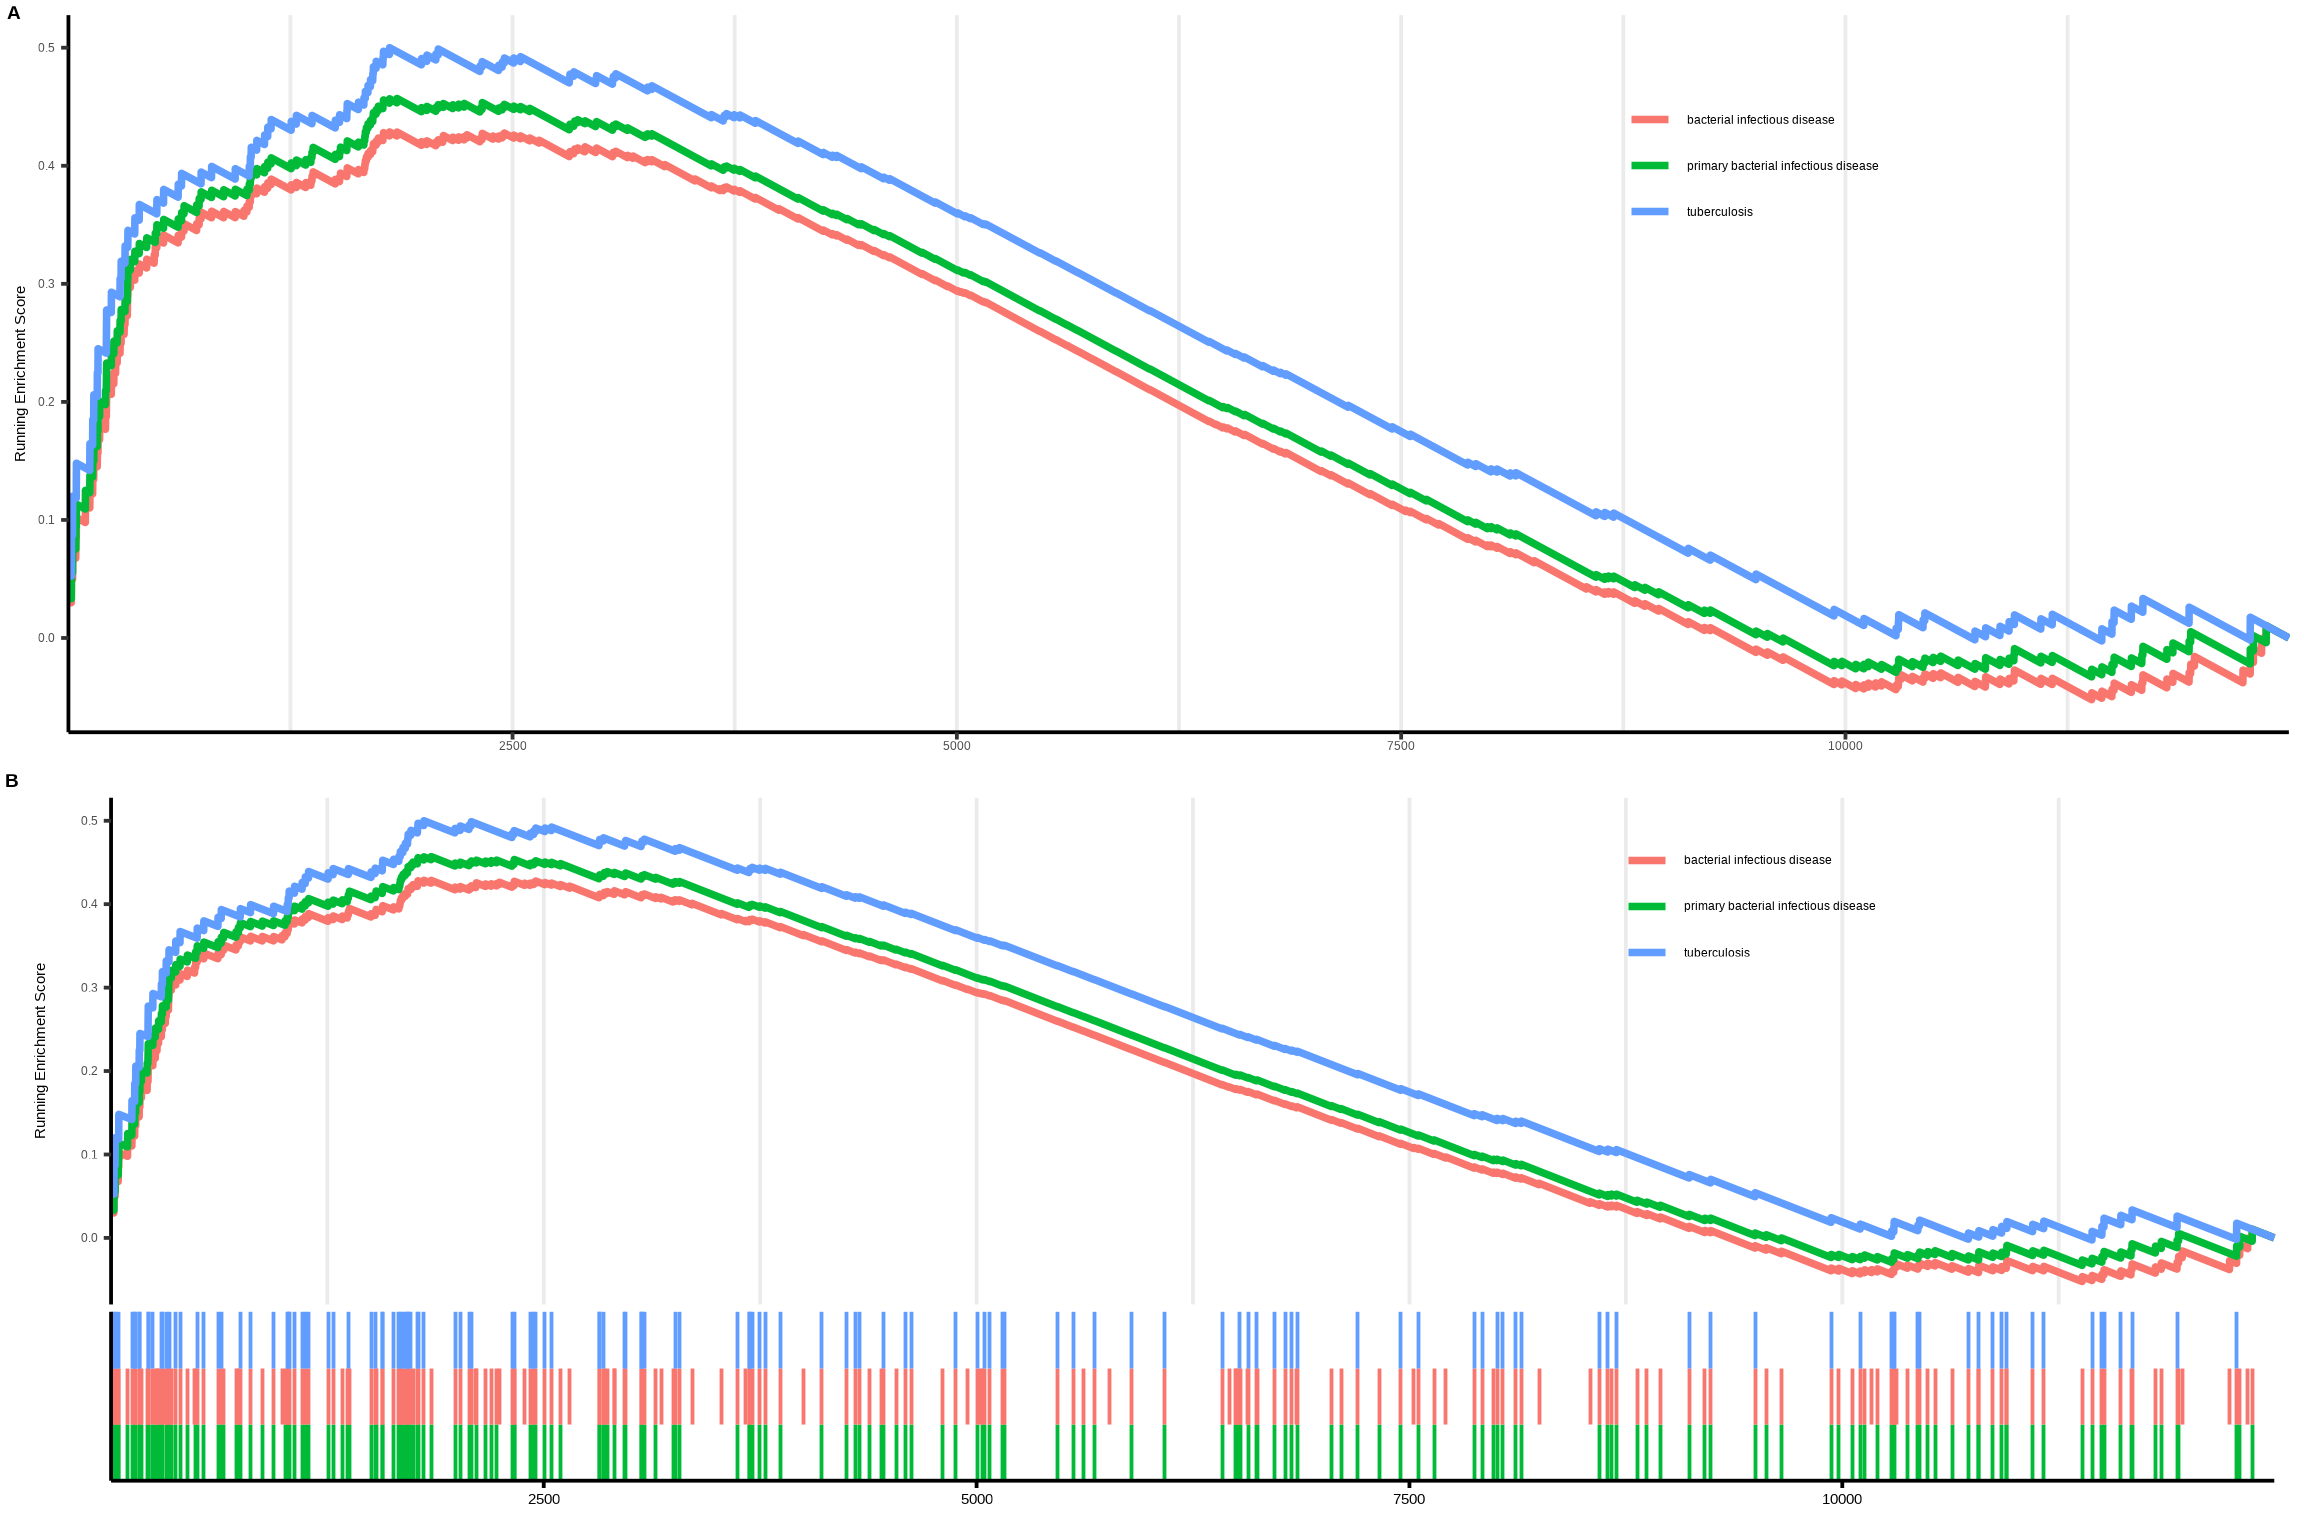 A
0.5
0.4
0.3
0.2
0.1
0.0
Running Enrichment Score
bacterial infectious disease
primary bacterial infectious disease
tuberculosis
2500 5000 7500 10000
B
0.5
0.4
0.3
0.2
0.1
0.0
Running Enrichment Score
bacterial infectious disease
primary bacterial infectious disease
tuberculosis
2500 5000 7500 10000